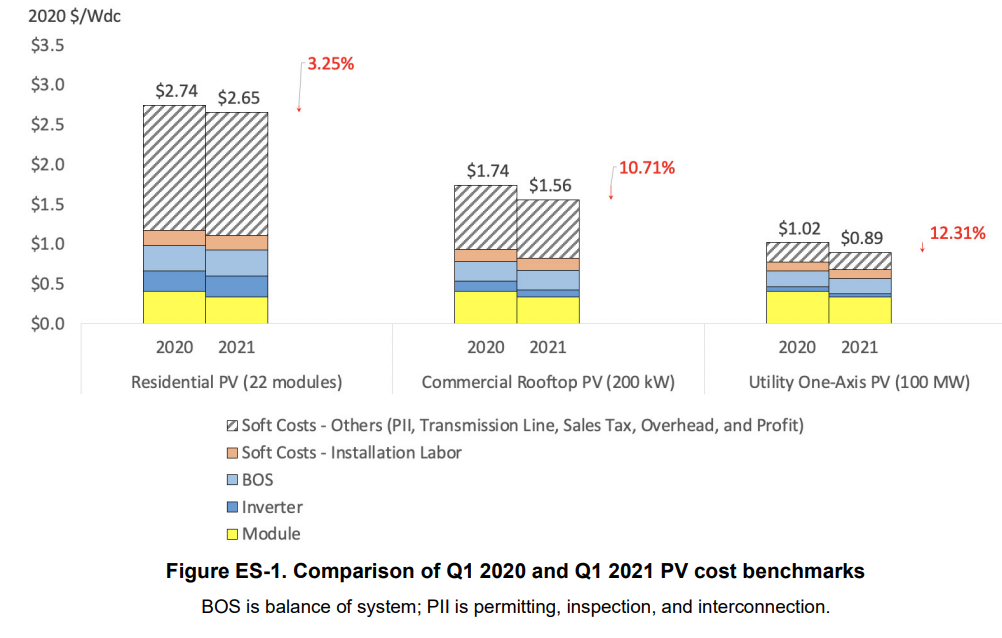 2020 $/Wdc
$3.5
$3.0
$2.5
$2.0
$1.5
$1.0
$0.5
$0.0
$2.74
$2.65
3.25%
$1.74
$1.56
10.71%
$1.02
$0.89
12.31%
2020 2021
Residential PV (22 modules)
2020 2021
Commercial Rooftop PV (200 kW)
2020 2021
Utility One-Axis PV (100 MW)
Soft Costs - Others (PII, Transmission Line, Sales Tax, Overhead, and Profit)
Soft Costs - Installation Labor
BOS
Inverter
Module
Figure ES-1. Comparison of Q1 2020 and Q1 2021 PV cost benchmarks
BOS is balance of system; PII is permitting, inspection, and interconnection.